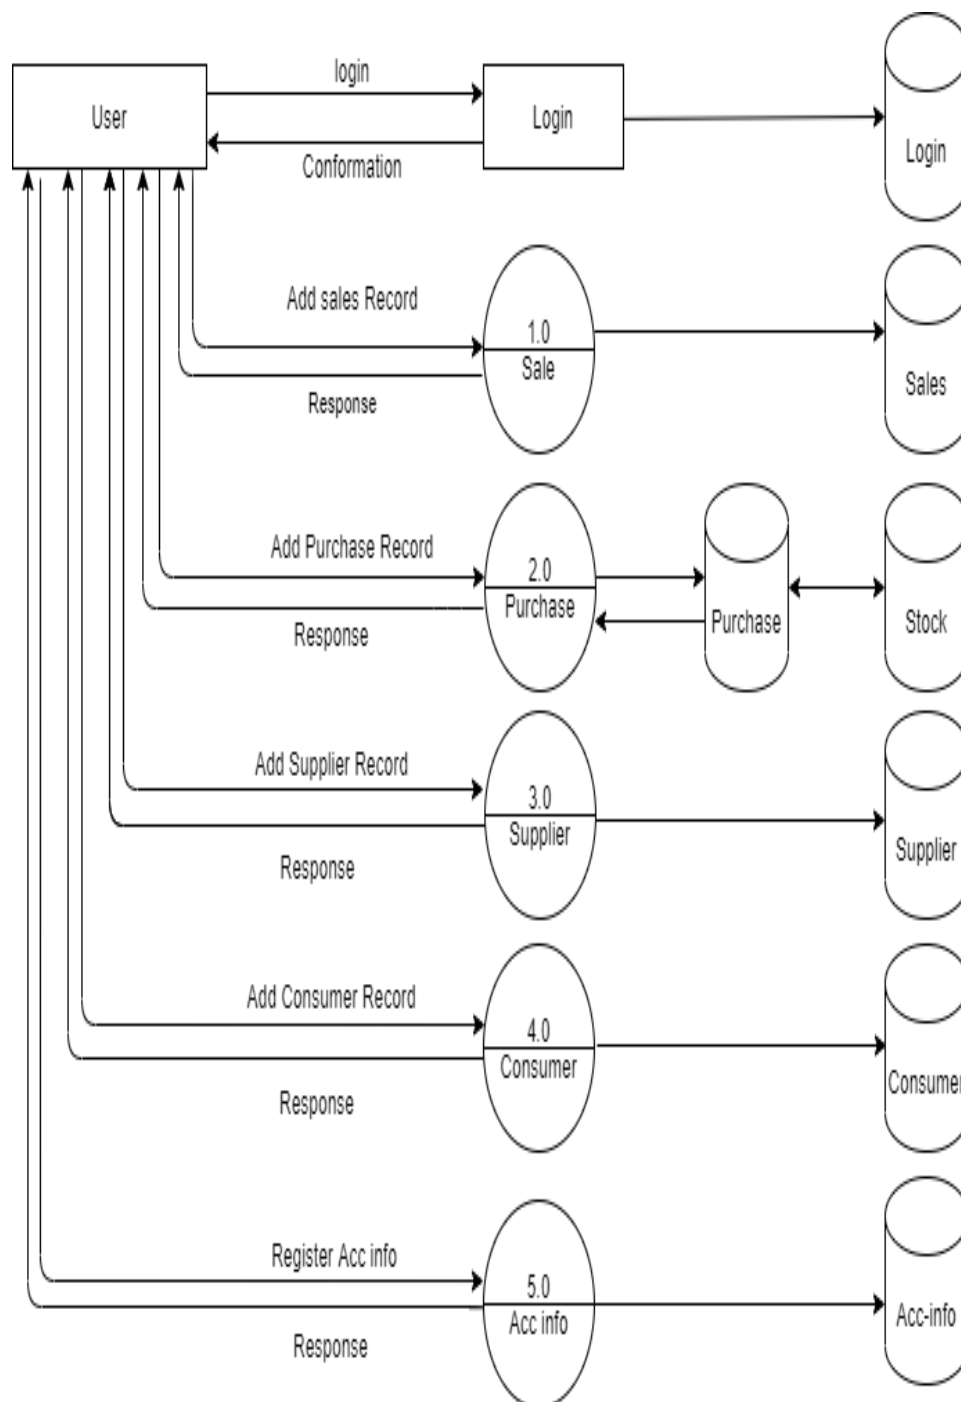 login
User
Login
Conformation
Login
Add sales Record
1.0
Sale
Sales
Response
Add Purchase Record
2.0
Purchase
Purchase
Stock
Response
Add Supplier Record
3.0
Supplier
Supplier
Response
Add Consumer Record
4.0
Consumer
Consumer
Response
Register Acc info
5.0
Acc info
Acc-info
Response